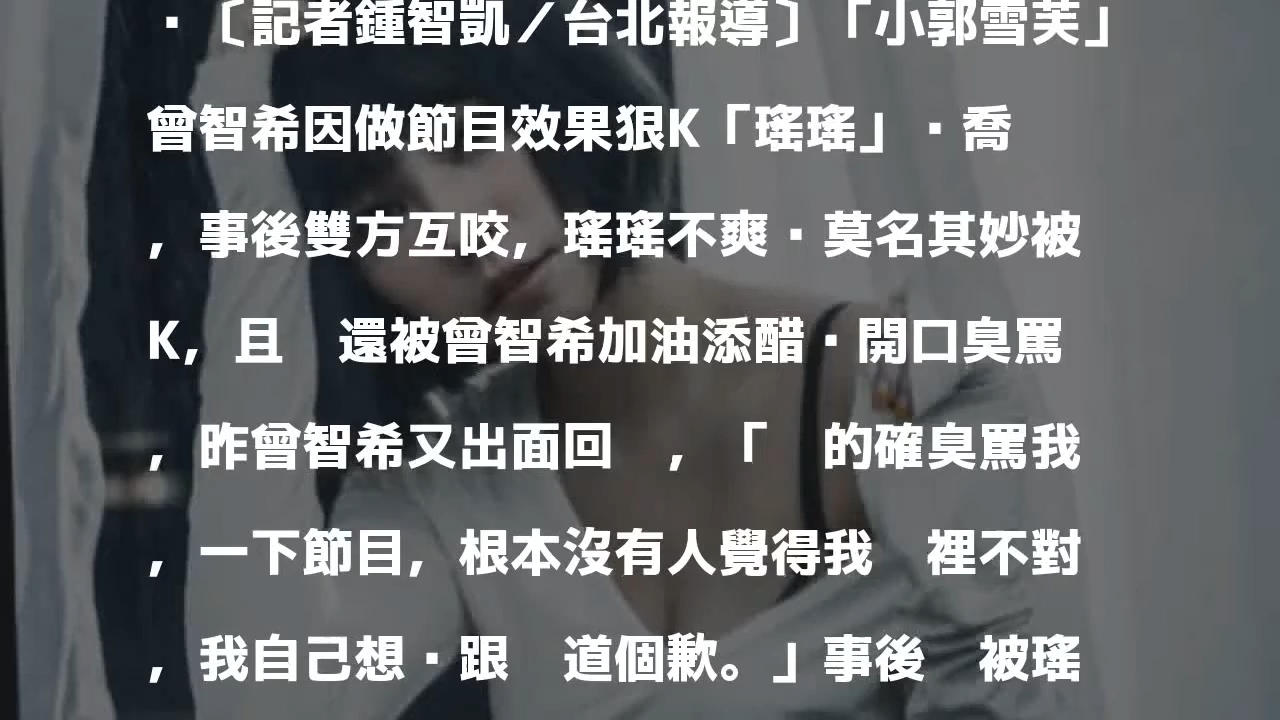 ▪〔記者鍾智凱／台北報導〕「小郭雪芙」
曾智希因做節目效果狠K「瑤瑤」▪喬
，事後雙方互咬，瑤瑤不爽▪莫名其妙被
K，且　還被曾智希加油添醋▪開口臭罵
，昨曾智希又出面回　，「　的確臭罵我
，一下節目，根本沒有人覺得我　裡不對
，我自己想▪跟　道個歉。」事後　被瑤